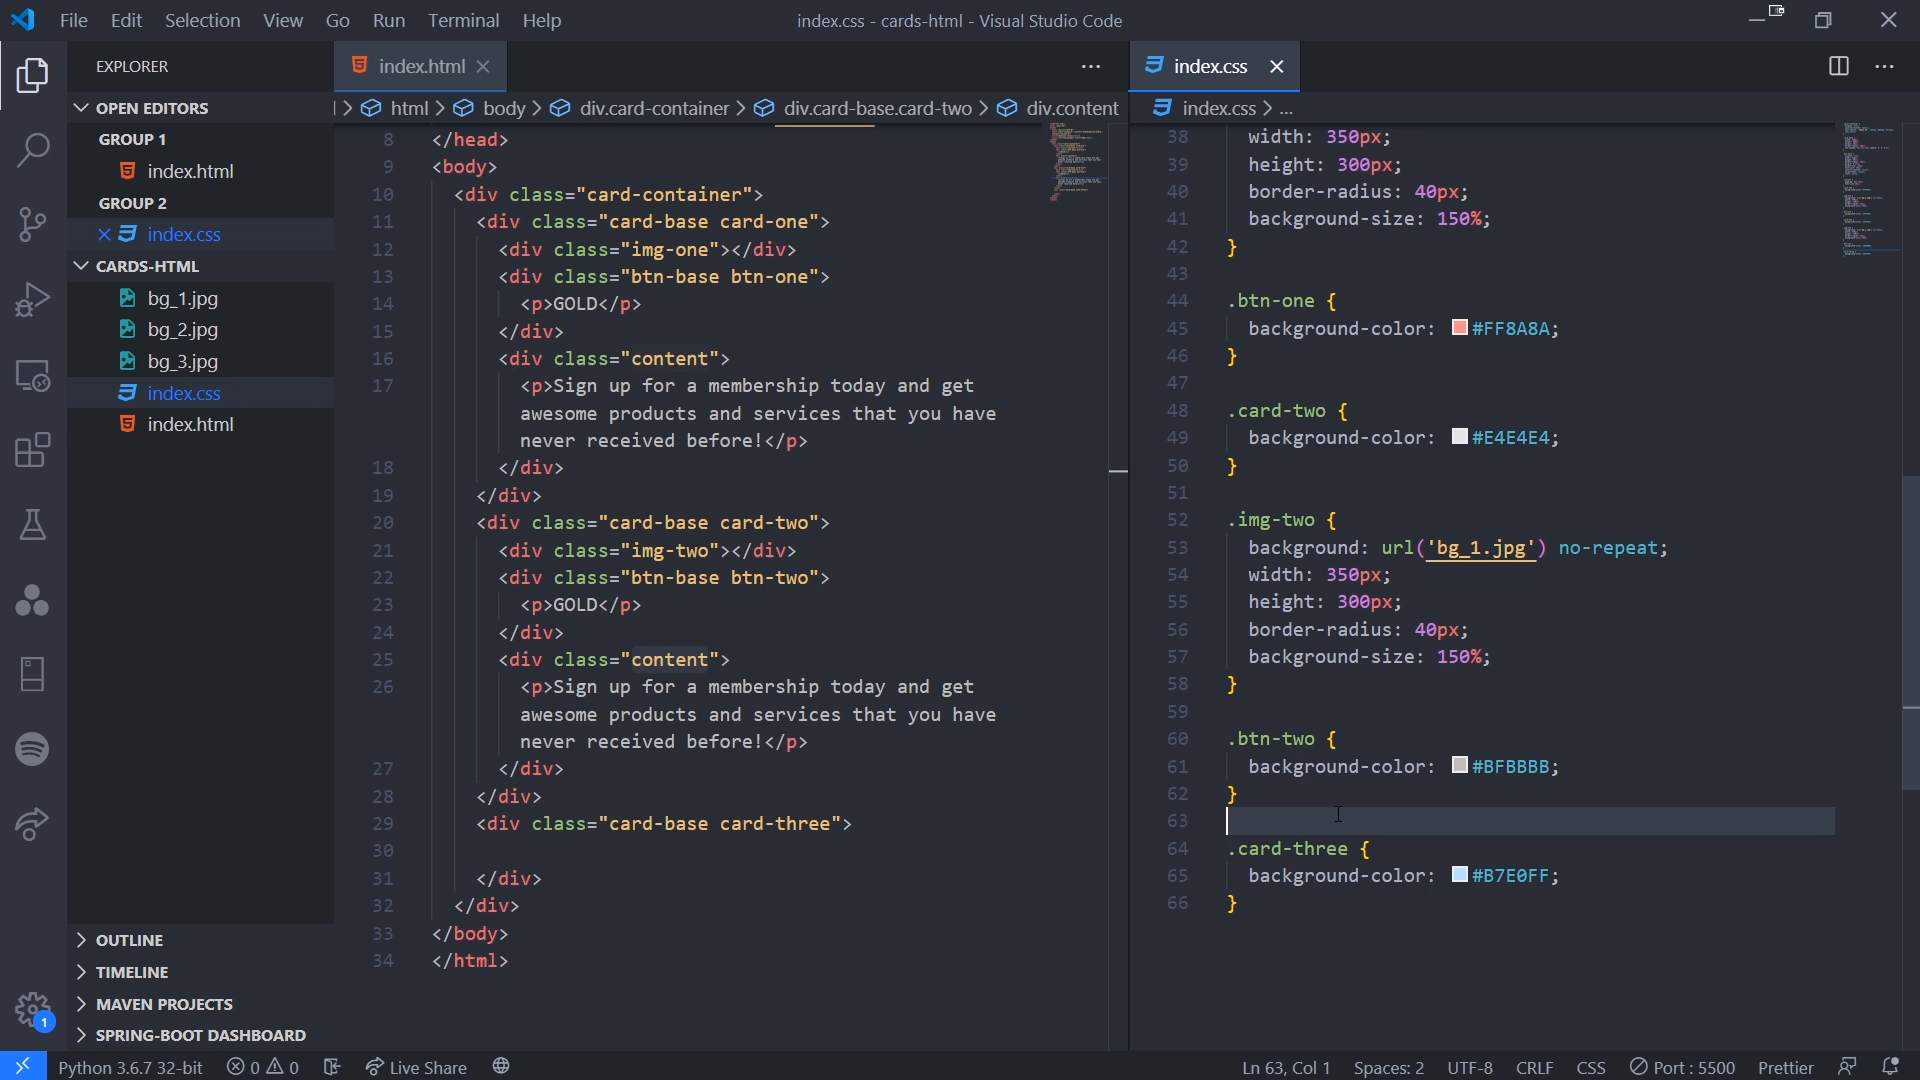 File Edit Selection View Go Run Terminal Help
index.css - cards-html - Visual Studio Code
EXPLORER
OPEN EDITORS
GROUP 1
index.html
GROUP 2
index.css
CARDS-HTML
bg_1.jpg
bg_2.jpg
bg_3.jpg
index.css
index.html
OUTLINE
TIMELINE
MAVEN PROJECTS
SPRING-BOOT DASHBOARD
1
index.html
html > body > div.card-container > div.card-base.card-two > div.content
8 </head>
9 <body>
10 <div class="card-container">
11 <div class="card-base card-one">
12 <div class="img-one"></div>
13 <div class="btn-base btn-one">
14 <p>GOLD</p>
15 </div>
16 <div class="content">
17 <p>Sign up for a membership today and get
awesome products and services that you have
never received before!</p>
18 </div>
19 </div>
20 <div class="card-base card-two">
21 <div class="img-two"></div>
22 <div class="btn-base btn-two">
23 <p>GOLD</p>
24 </div>
25 <div class="content">
26 <p>Sign up for a membership today and get
awesome products and services that you have
never received before!</p>
27 </div>
28 </div>
29 <div class="card-base card-three">
30
31 </div>
32 </div>
33 </body>
34 </html>
index.css
index.css > ...
38 width: 350px;
39 height: 300px;
40 border-radius: 40px;
41 background-size: 150%;
42 }
43
44 .btn-one {
45 background-color: #FF8A8A;
46 }
47
48 .card-two {
49 background-color: #E4E4E4;
50 }
51
52 .img-two {
53 background: url('bg_1.jpg') no-repeat;
54 width: 350px;
55 height: 300px;
56 border-radius: 40px;
57 background-size: 150%;
58 }
59
60 .btn-two {
61 background-color: #BFBBBB;
62 }
63
64 .card-three {
65 background-color: #B7E0FF;
66 }
Python 3.6.7 32-bit 0 0 Live Share
Ln 63, Col 1 Spaces: 2 UTF-8 CRLF CSS Port : 5500 Prettier